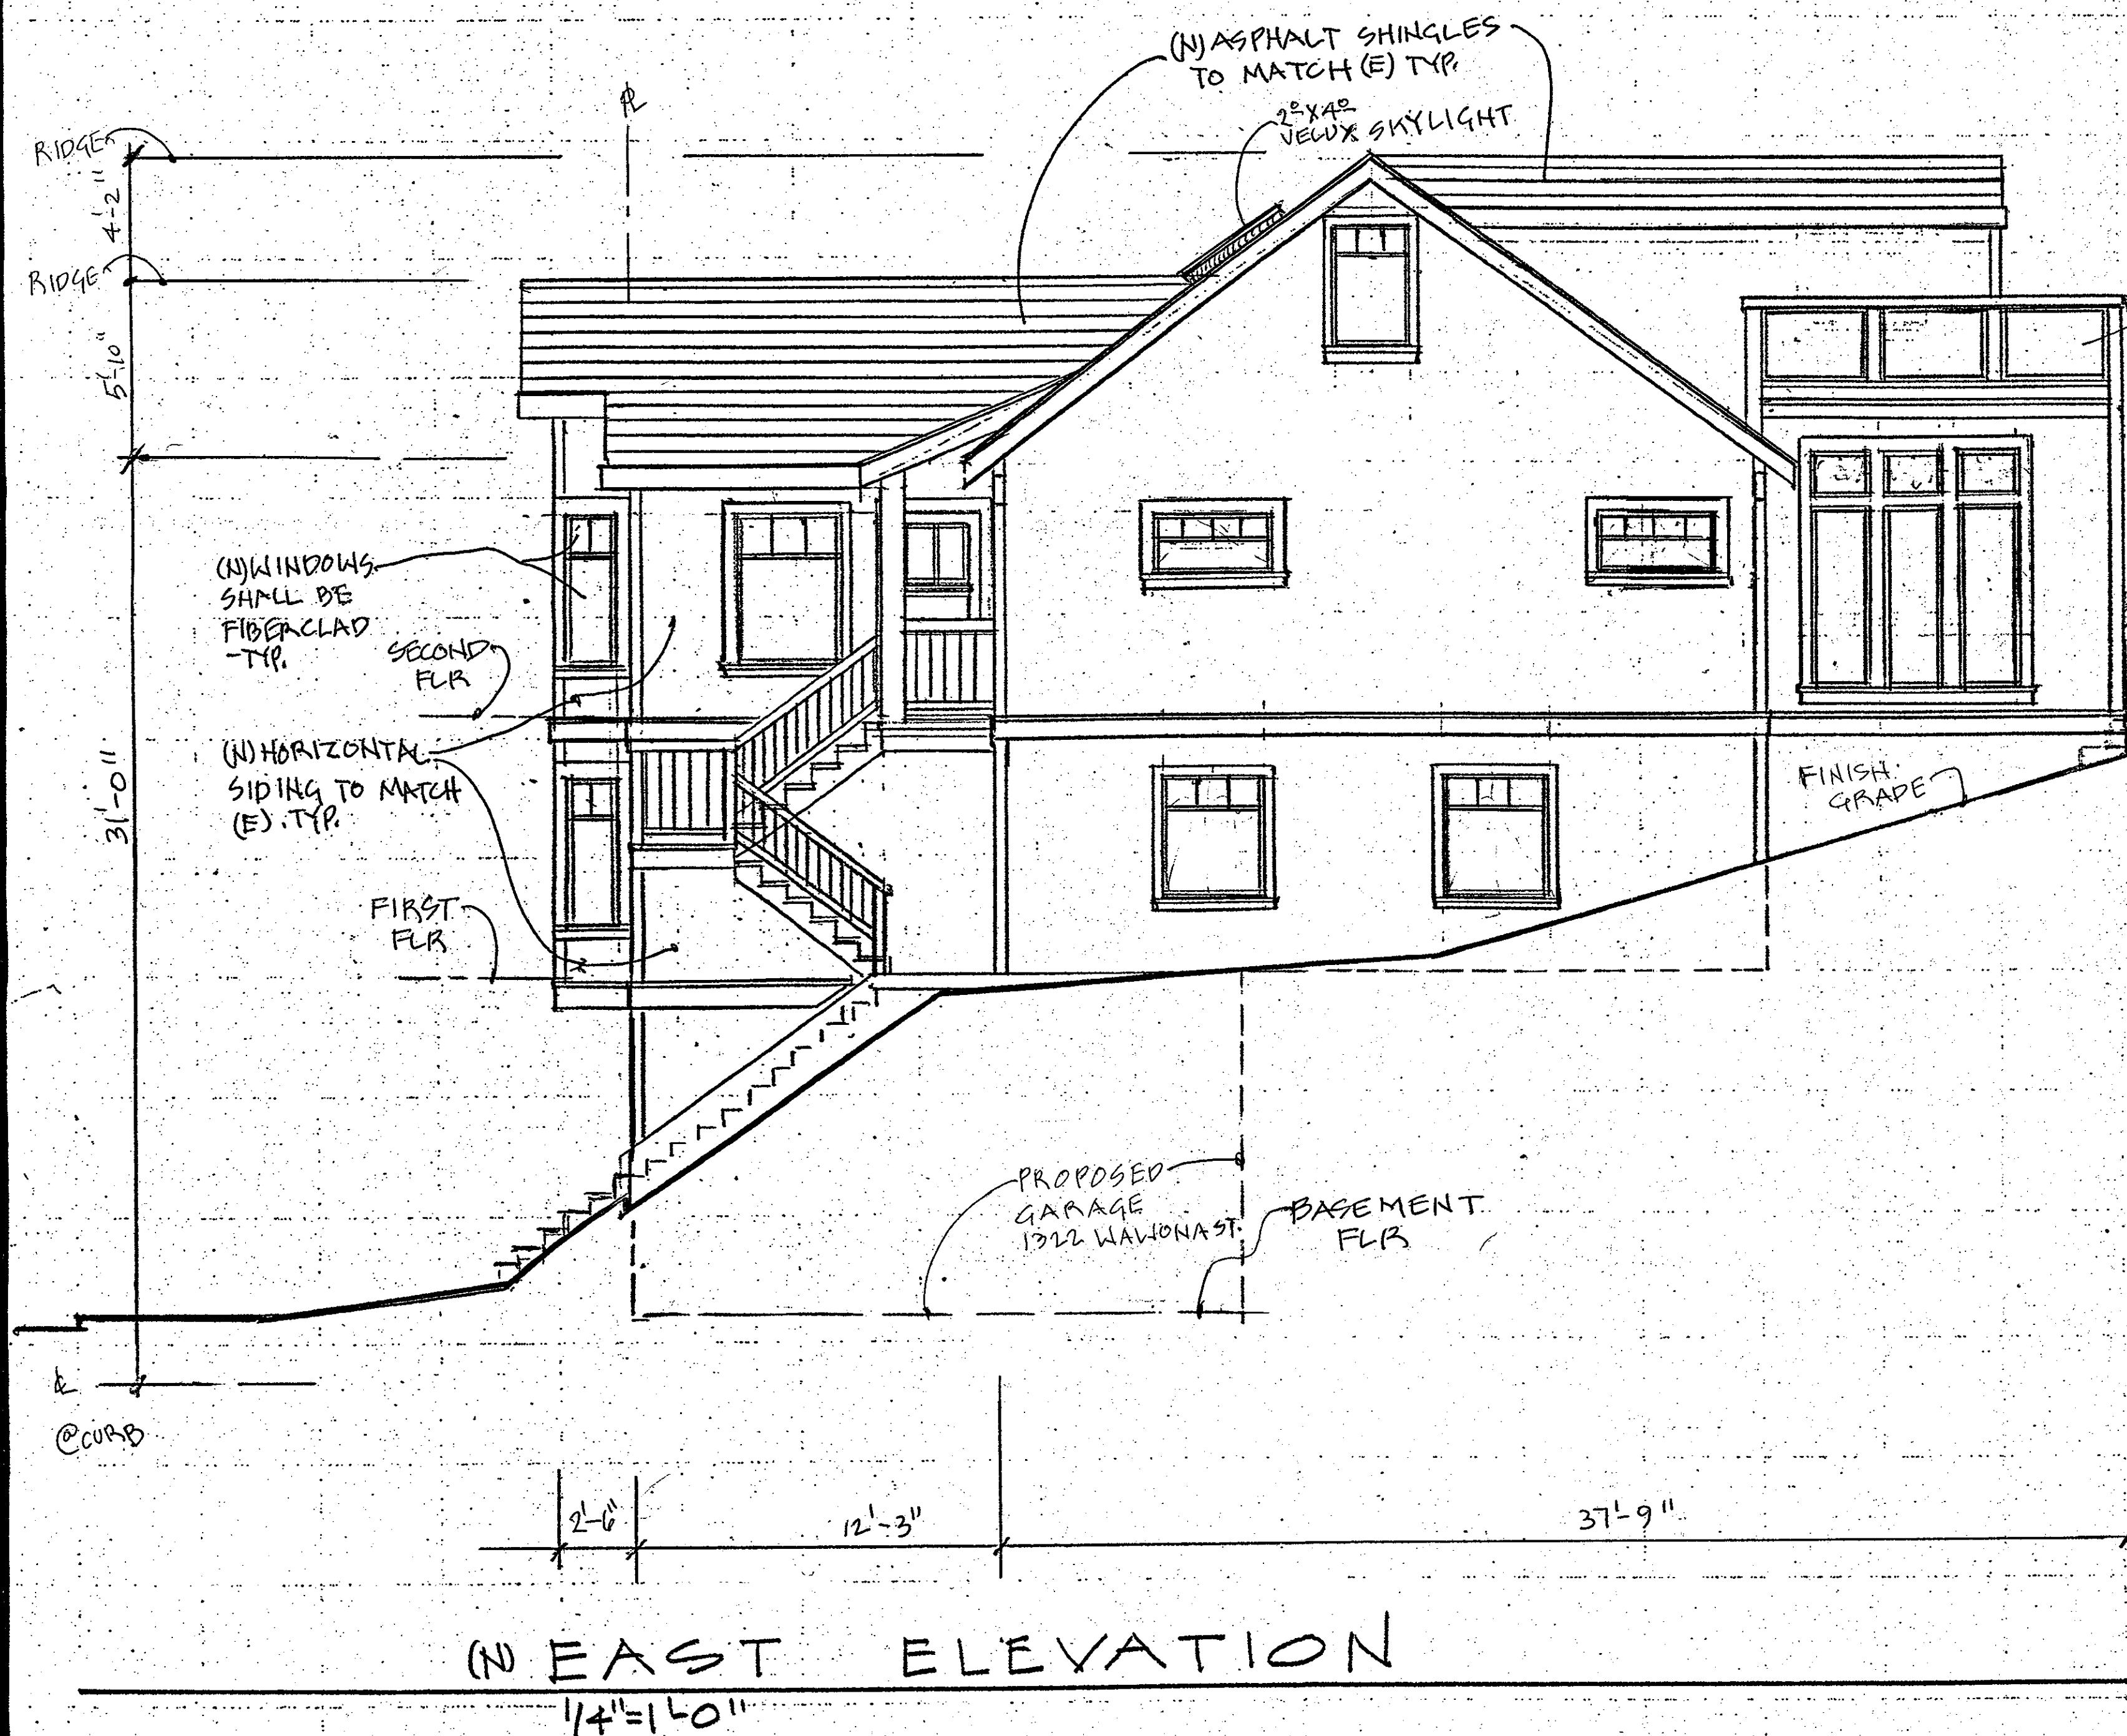 (N) ASPHALT SHINGLES
TO MATCH (E) TYP.
2⁰X4⁰
VELUX SKYLIGHT
PL
RIDGE
4'-2"
RIDGE
5'-10"
31'-0"
(N) WINDOWS
SHALL BE
FIBERCLAD
-TYP.
SECOND
FLR
(N) HORIZONTAL
SIDING TO MATCH
(E). TYP.
FIRST
FLR
FINISH
GRADE
PROPOSED
GARAGE
1322 WAWONA ST.
BASEMENT
FLR
CL
@CURB
2'-6"
12'-3"
37'-9"
(N) EAST ELEVATION
1/4"=1'-0"